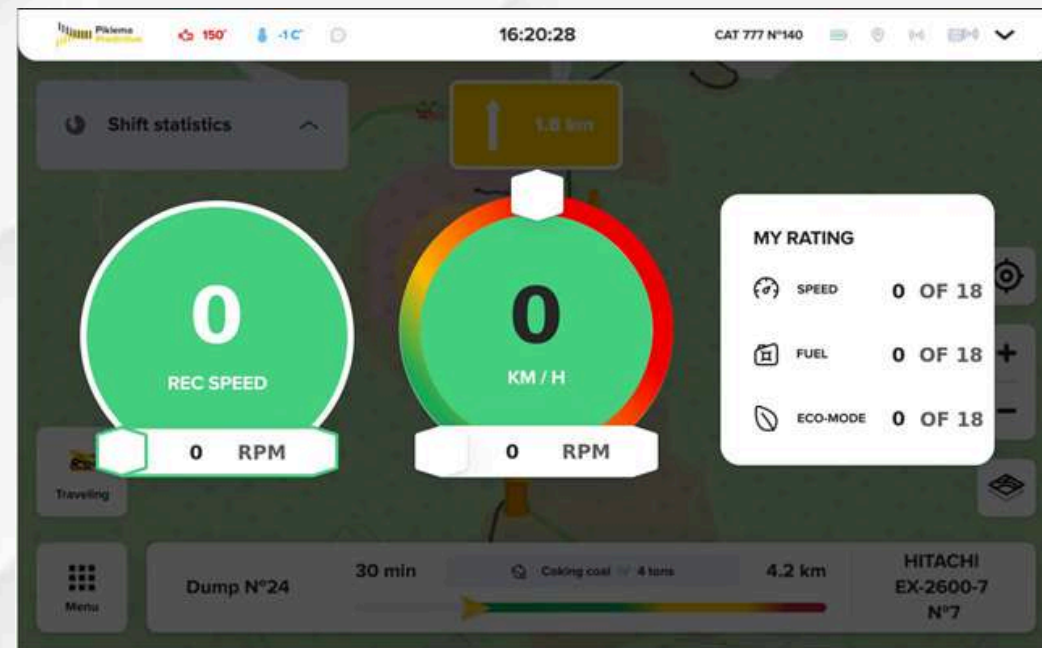 Piklema
Predictive
150°
-1 C°
16:20:28
CAT 777 N°140
Shift statistics
1.8 km
0
REC SPEED
0 RPM
0
KM / H
0 RPM
MY RATING
SPEED 0 OF 18
FUEL 0 OF 18
ECO-MODE 0 OF 18
Traveling
Menu
Dump N°24
30 min
Coking coal
4 tons
4.2 km
HITACHI
EX-2600-7
N°7